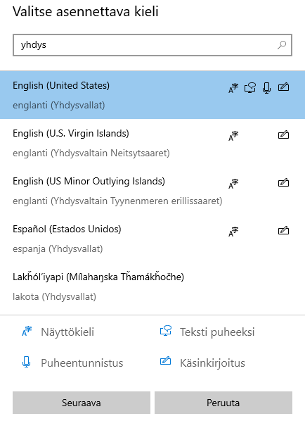 Valitse asennettava kieli
yhdys
English (United States)
englanti (Yhdysvallat)
English (U.S. Virgin Islands)
englanti (Yhdysvaltain Neitsytsaaret)
English (US Minor Outlying Islands)
englanti (Yhdysvaltain Tyynenmeren erillissaaret)
Español (Estados Unidos)
espanja (Yhdysvallat)
Lakȟól’iyapi (Mílahaŋska Tȟamákȟočhe)
lakota (Yhdysvallat)
Näyttökieli
Teksti puheeksi
Puheentunnistus
Käsinkirjoitus
Seuraava
Peruuta